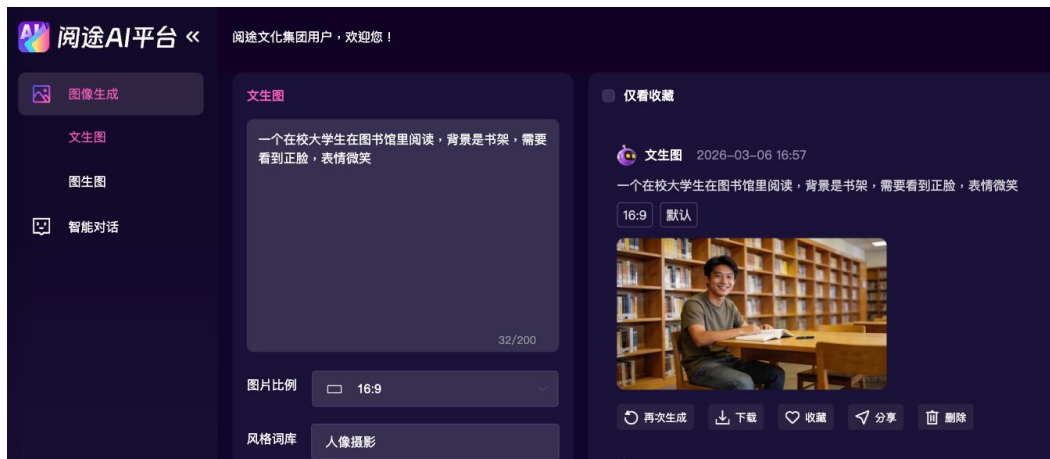 阅途AI平台 «
阅途文化集团用户，欢迎您！
图像生成
文生图
图生图
智能对话
文生图
一个在校大学生在图书馆里阅读，背景是书架，需要
看到正脸，表情微笑
32/200
图片比例
16:9
风格词库
人像摄影
仅看收藏
文生图 2026-03-06 16:57
一个在校大学生在图书馆里阅读，背景是书架，需要看到正脸，表情微笑
16:9 默认
再次生成 下载 收藏 分享 删除